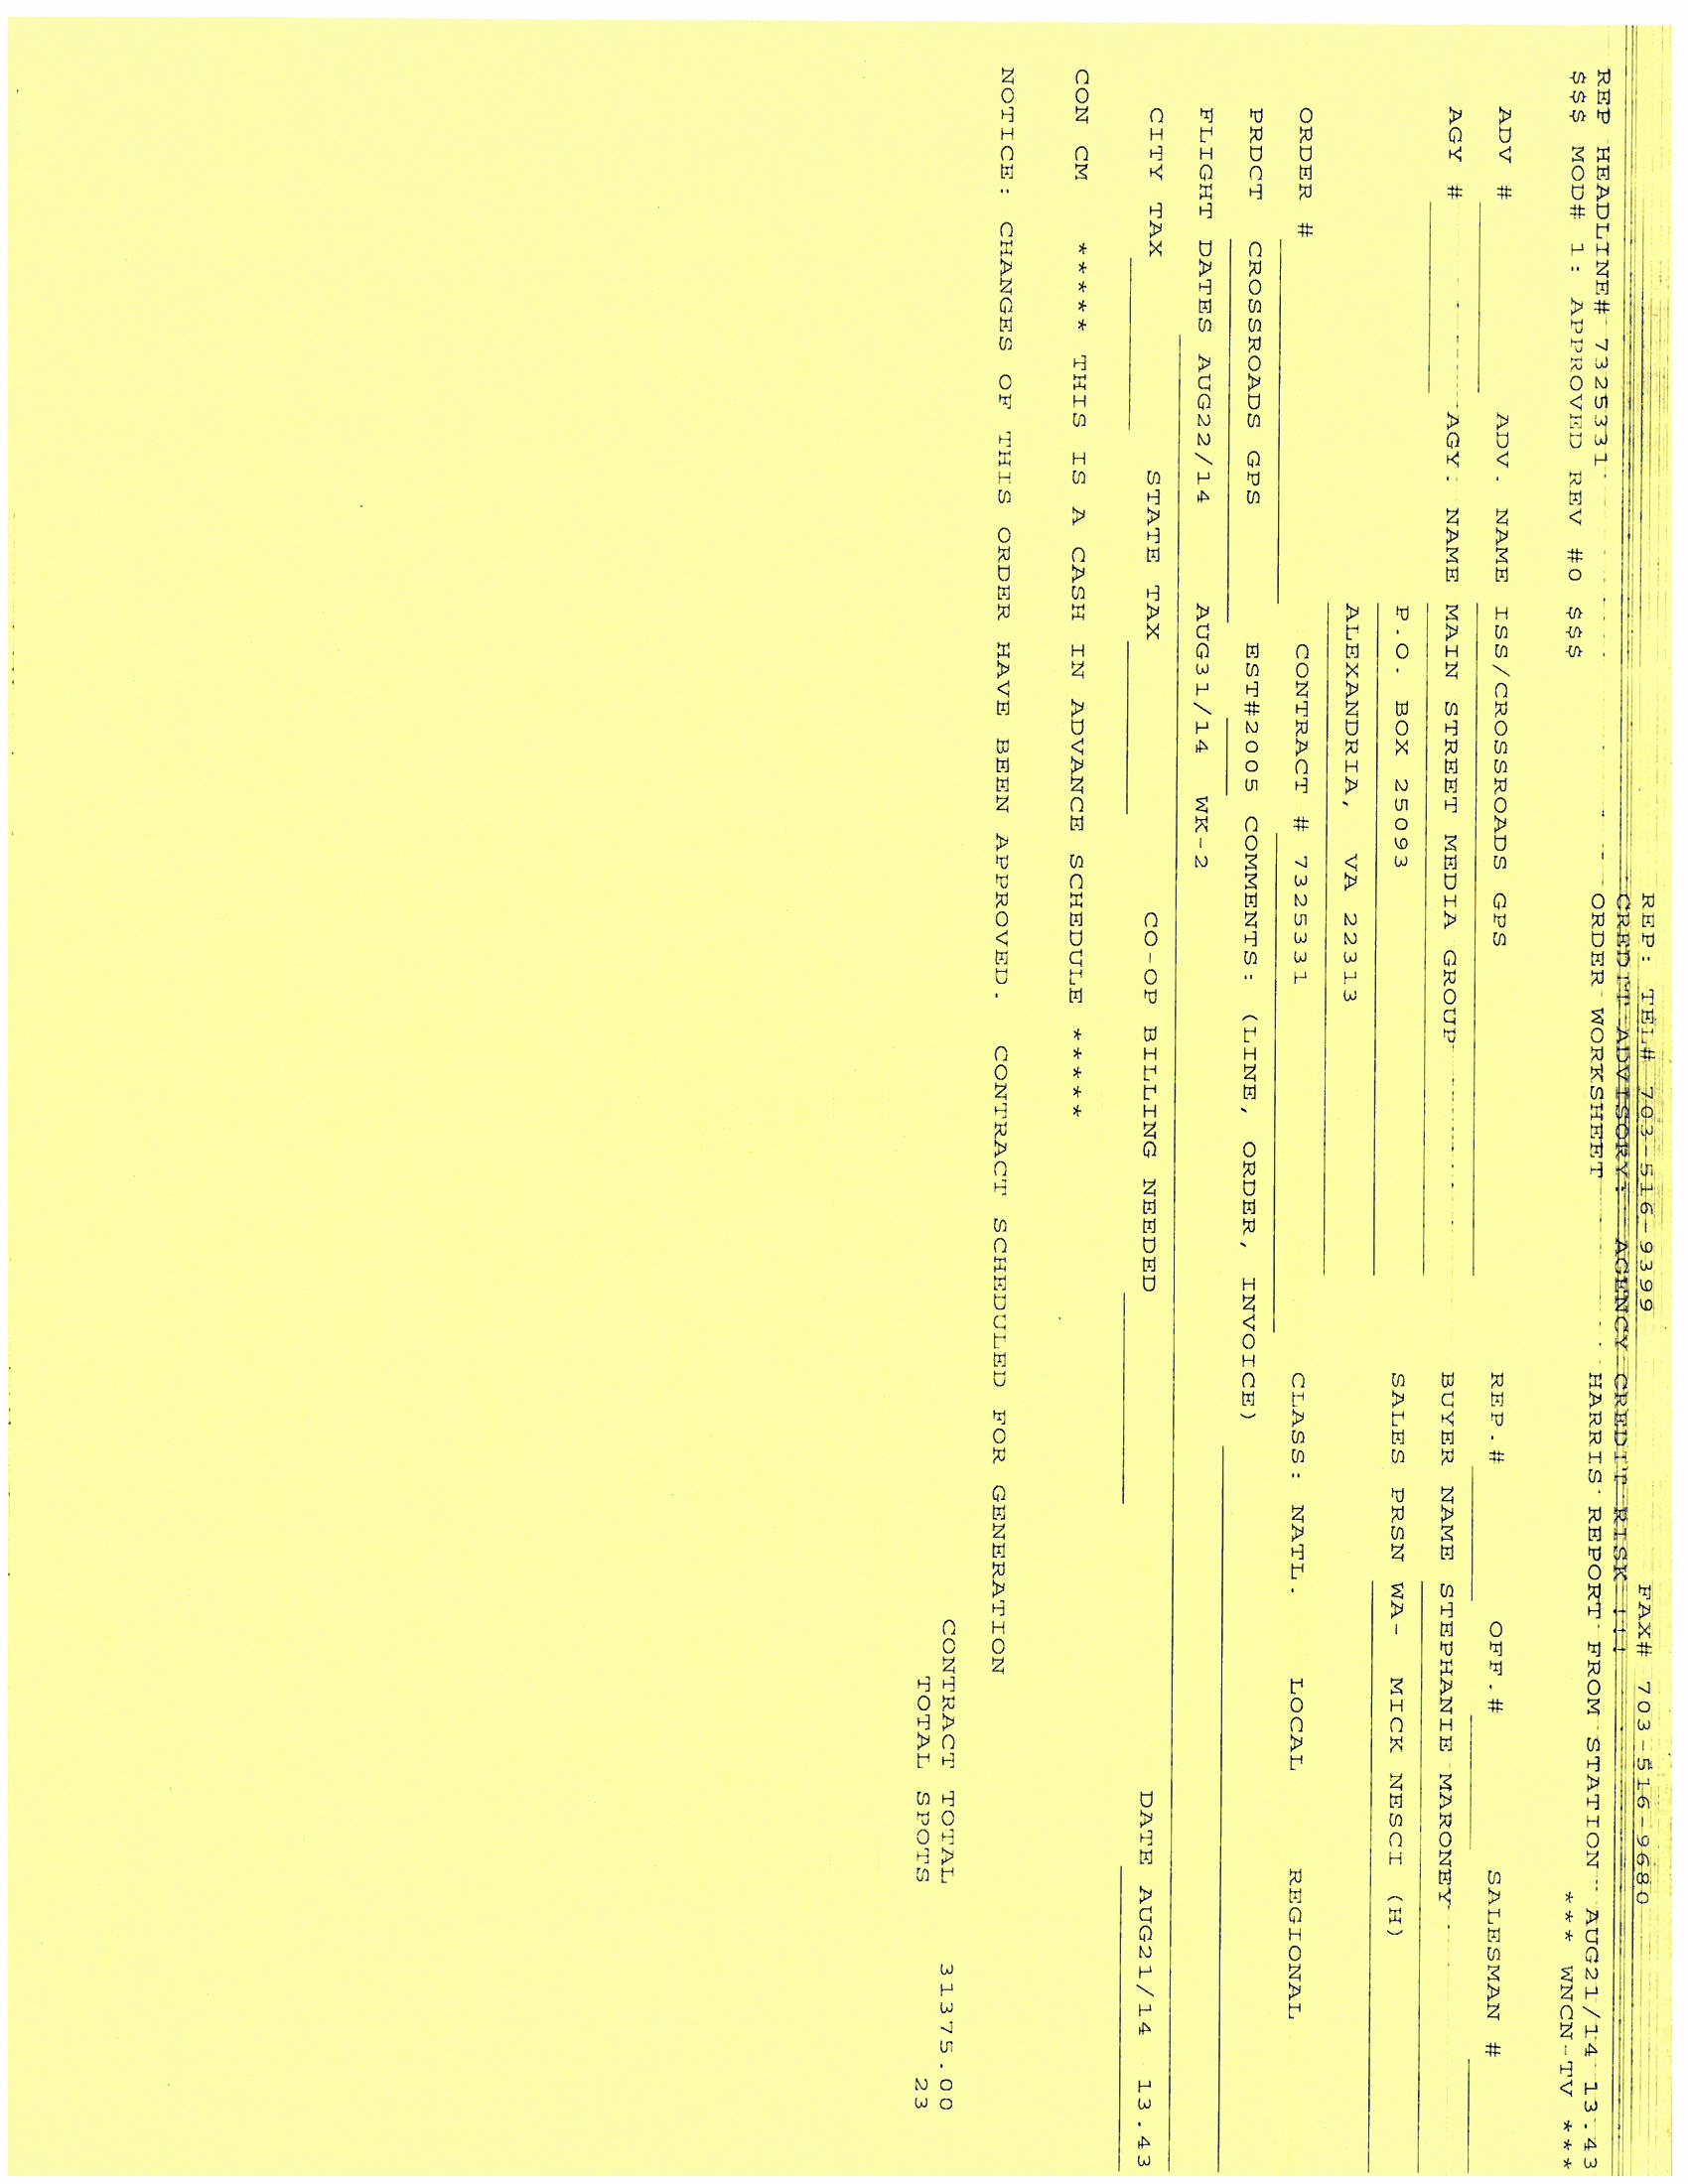 REP: TEL# 703-516-9399 FAX# 703-516-9680
CREDIT ADVISORY: AGENCY CREDIT RISK !!!
REP HEADLINE# 7325331 ORDER WORKSHEET HARRIS REPORT FROM STATION AUG21/14 13.43
$$$ MOD# 1: APPROVED REV #0 $$$ *** WNCN-TV ***
ADV # ADV. NAME ISS/CROSSROADS GPS REP.# OFF.# SALESMAN #
AGY # AGY. NAME MAIN STREET MEDIA GROUP BUYER NAME STEPHANIE MARONEY
P.O. BOX 25093 SALES PRSN WA- MICK NESCI (H)
ALEXANDRIA, VA 22313
ORDER # CONTRACT # 7325331 CLASS: NATL. LOCAL REGIONAL
PRDCT CROSSROADS GPS EST#2005 COMMENTS: (LINE, ORDER, INVOICE)
FLIGHT DATES AUG22/14 AUG31/14 WK-2
CITY TAX STATE TAX CO-OP BILLING NEEDED DATE AUG21/14 13.43
CON CM ***** THIS IS A CASH IN ADVANCE SCHEDULE *****
NOTICE: CHANGES OF THIS ORDER HAVE BEEN APPROVED. CONTRACT SCHEDULED FOR GENERATION
CONTRACT TOTAL 31375.00
TOTAL SPOTS 23